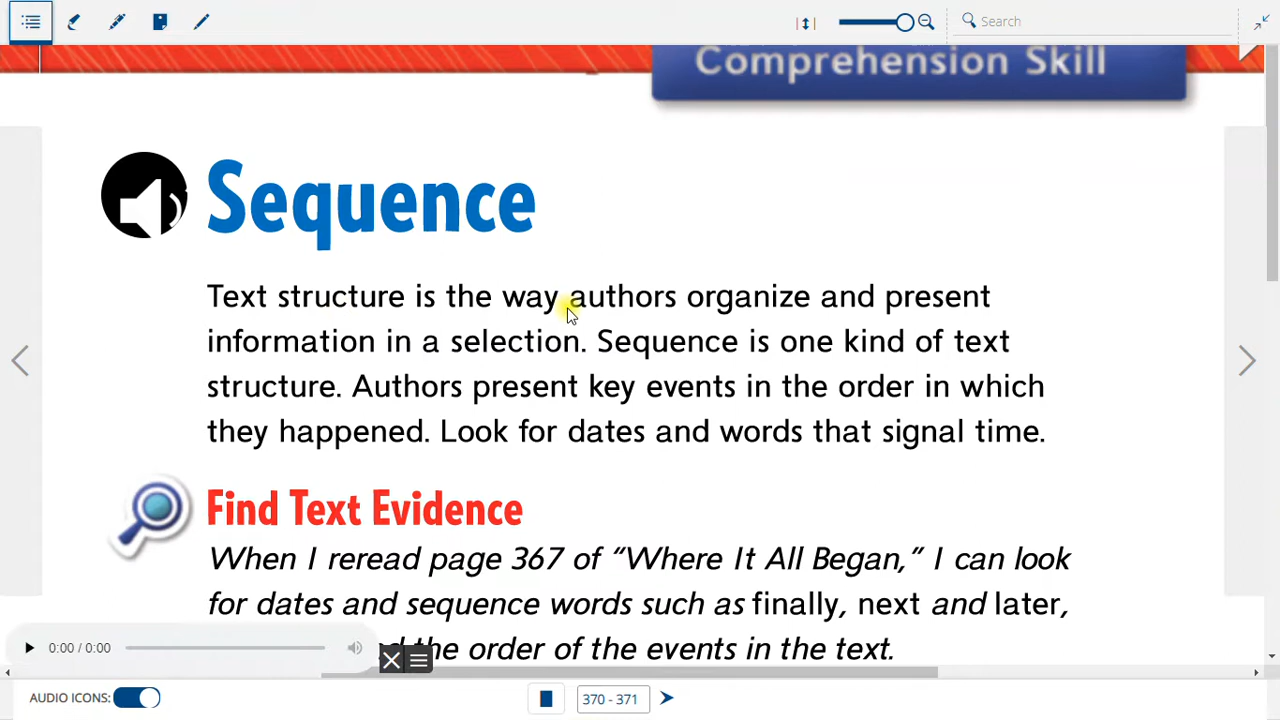 Search
Comprehension Skill
Sequence
Text structure is the way authors organize and present
information in a selection. Sequence is one kind of text
structure. Authors present key events in the order in which
they happened. Look for dates and words that signal time.
Find Text Evidence
When I reread page 367 of “Where It All Began,” I can look
for dates and sequence words such as finally, next and later,
the order of the events in the text.
0:00 / 0:00
AUDIO ICONS:
370 - 371